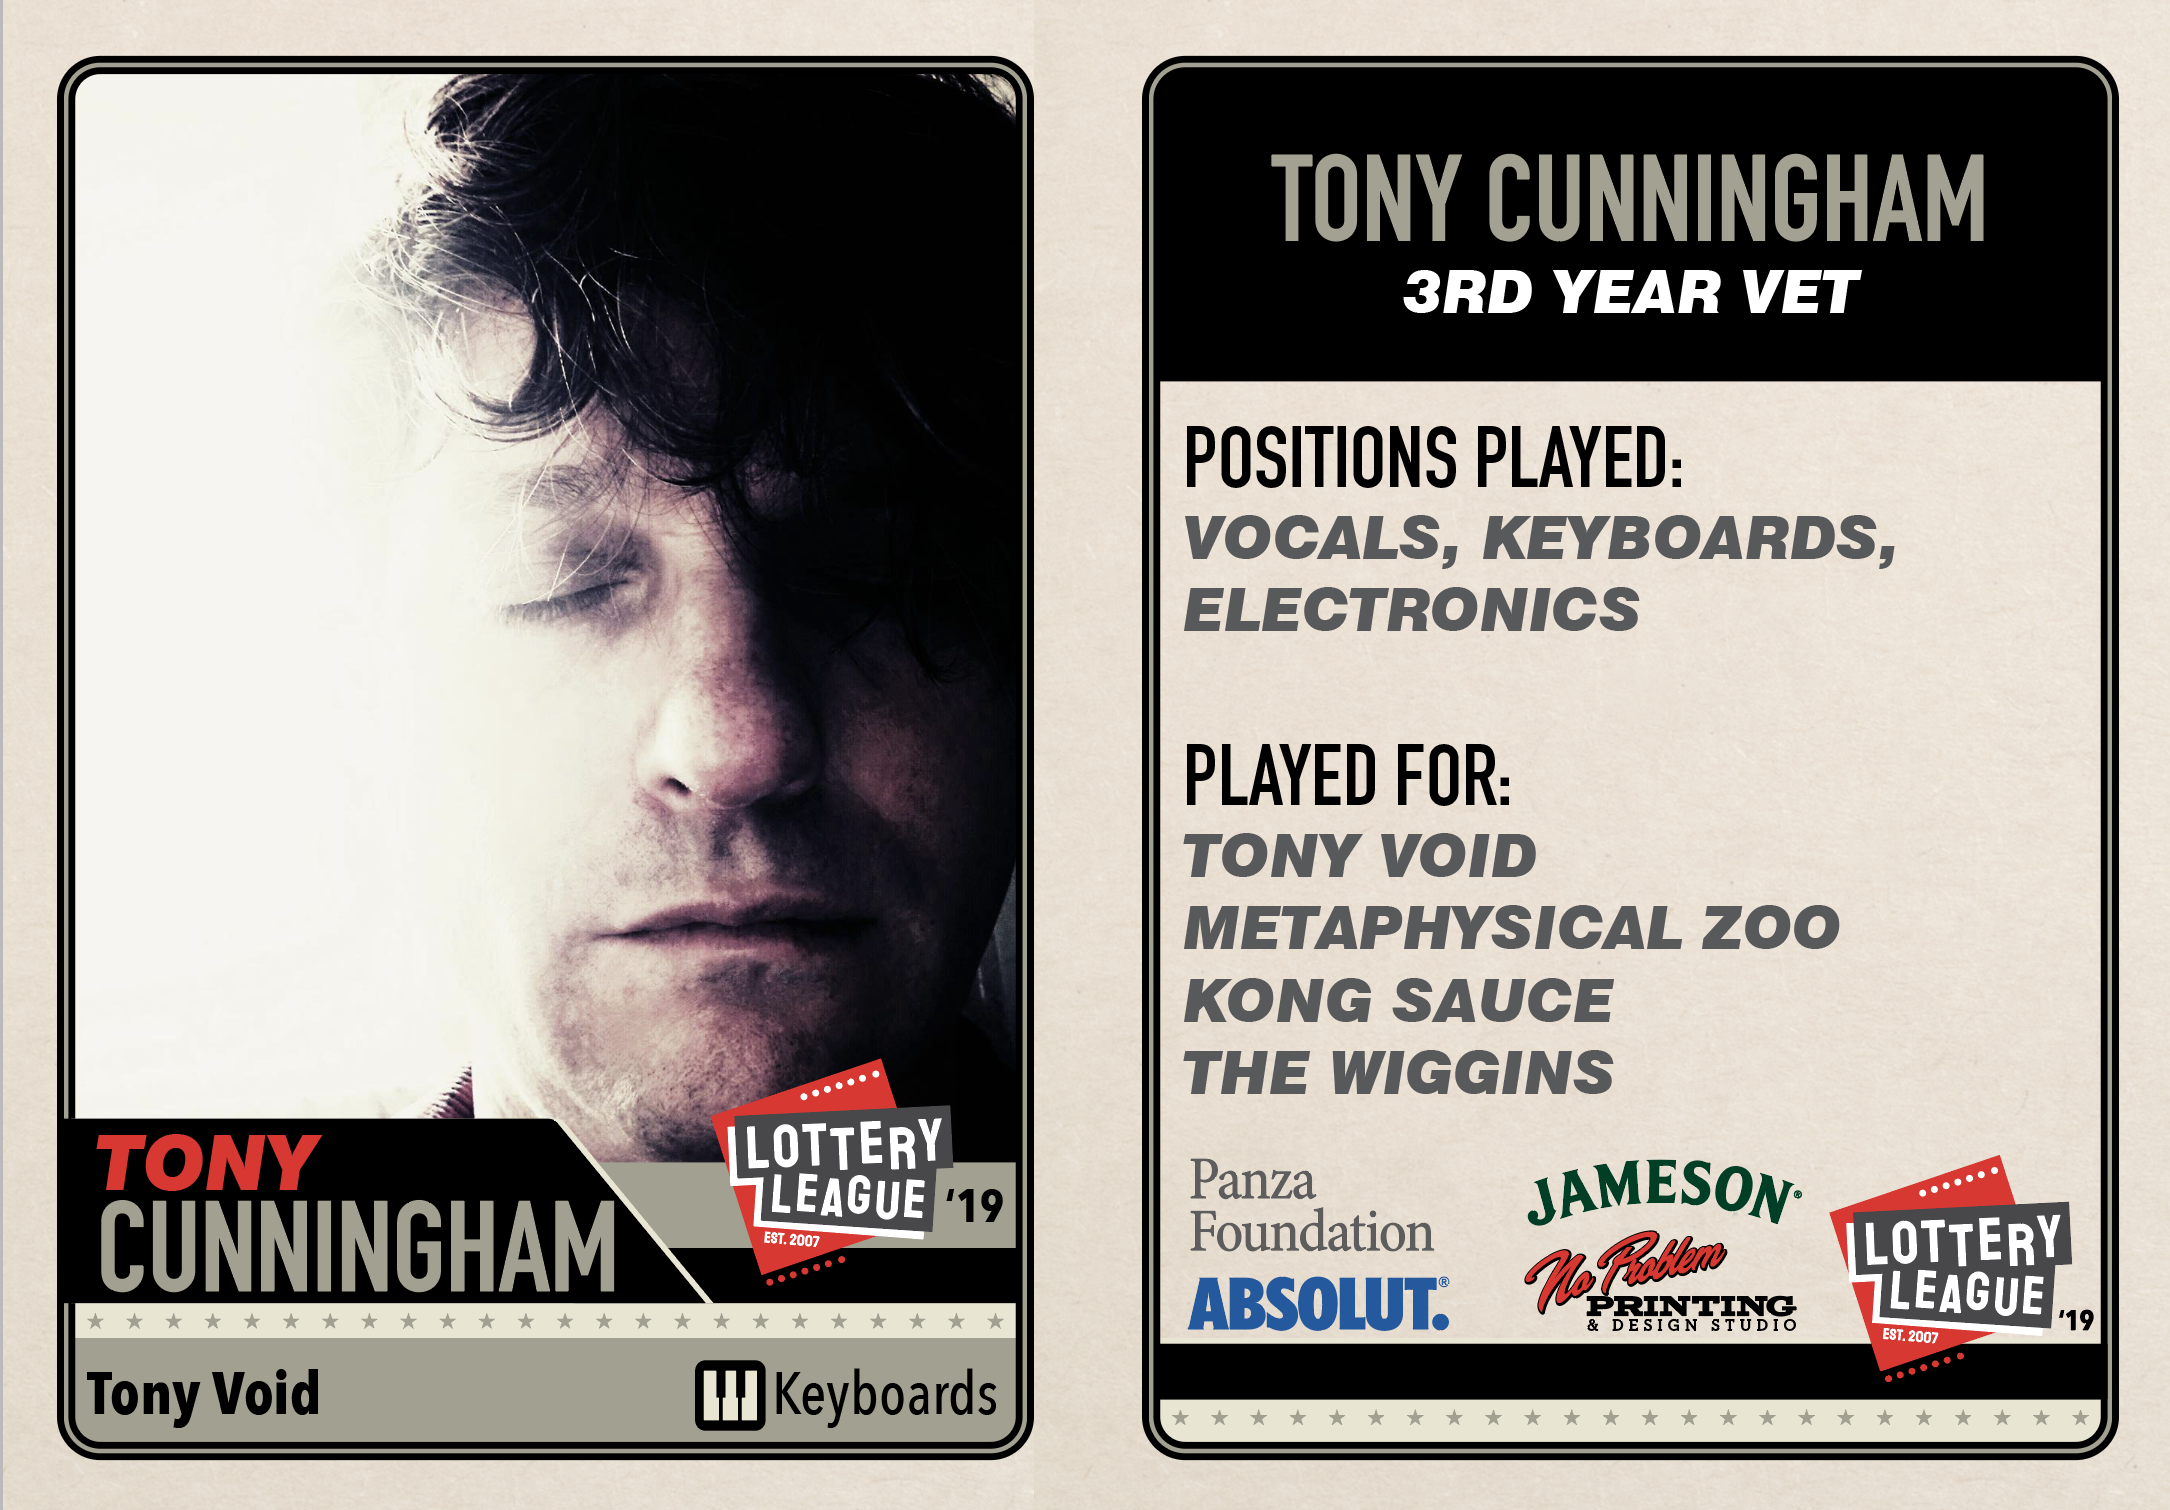 TONY
CUNNINGHAM
LOTTERY
LEAGUE
'19
EST. 2007
Tony Void
Keyboards
TONY CUNNINGHAM
3RD YEAR VET
POSITIONS PLAYED:
VOCALS, KEYBOARDS,
ELECTRONICS
PLAYED FOR:
TONY VOID
METAPHYSICAL ZOO
KONG SAUCE
THE WIGGINS
Panza
Foundation
ABSOLUT.®
JAMESON®
No Problem
PRINTING
& DESIGN STUDIO
LOTTERY
LEAGUE
'19
EST. 2007